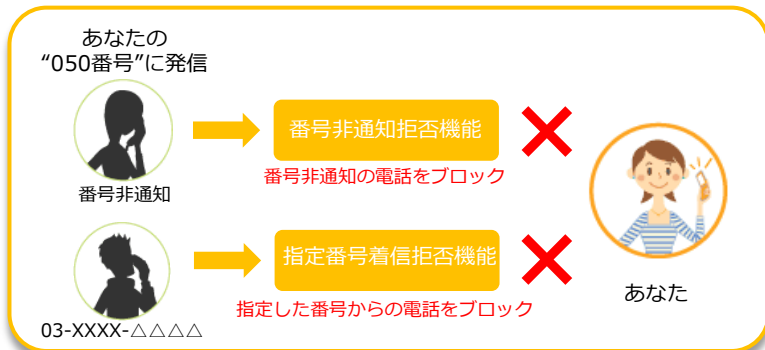 あなたの
“050番号”に発信
番号非通知拒否機能
番号非通知の電話をブロック
番号非通知
指定番号着信拒否機能
指定した番号からの電話をブロック
03-XXXX-△△△△
あなた